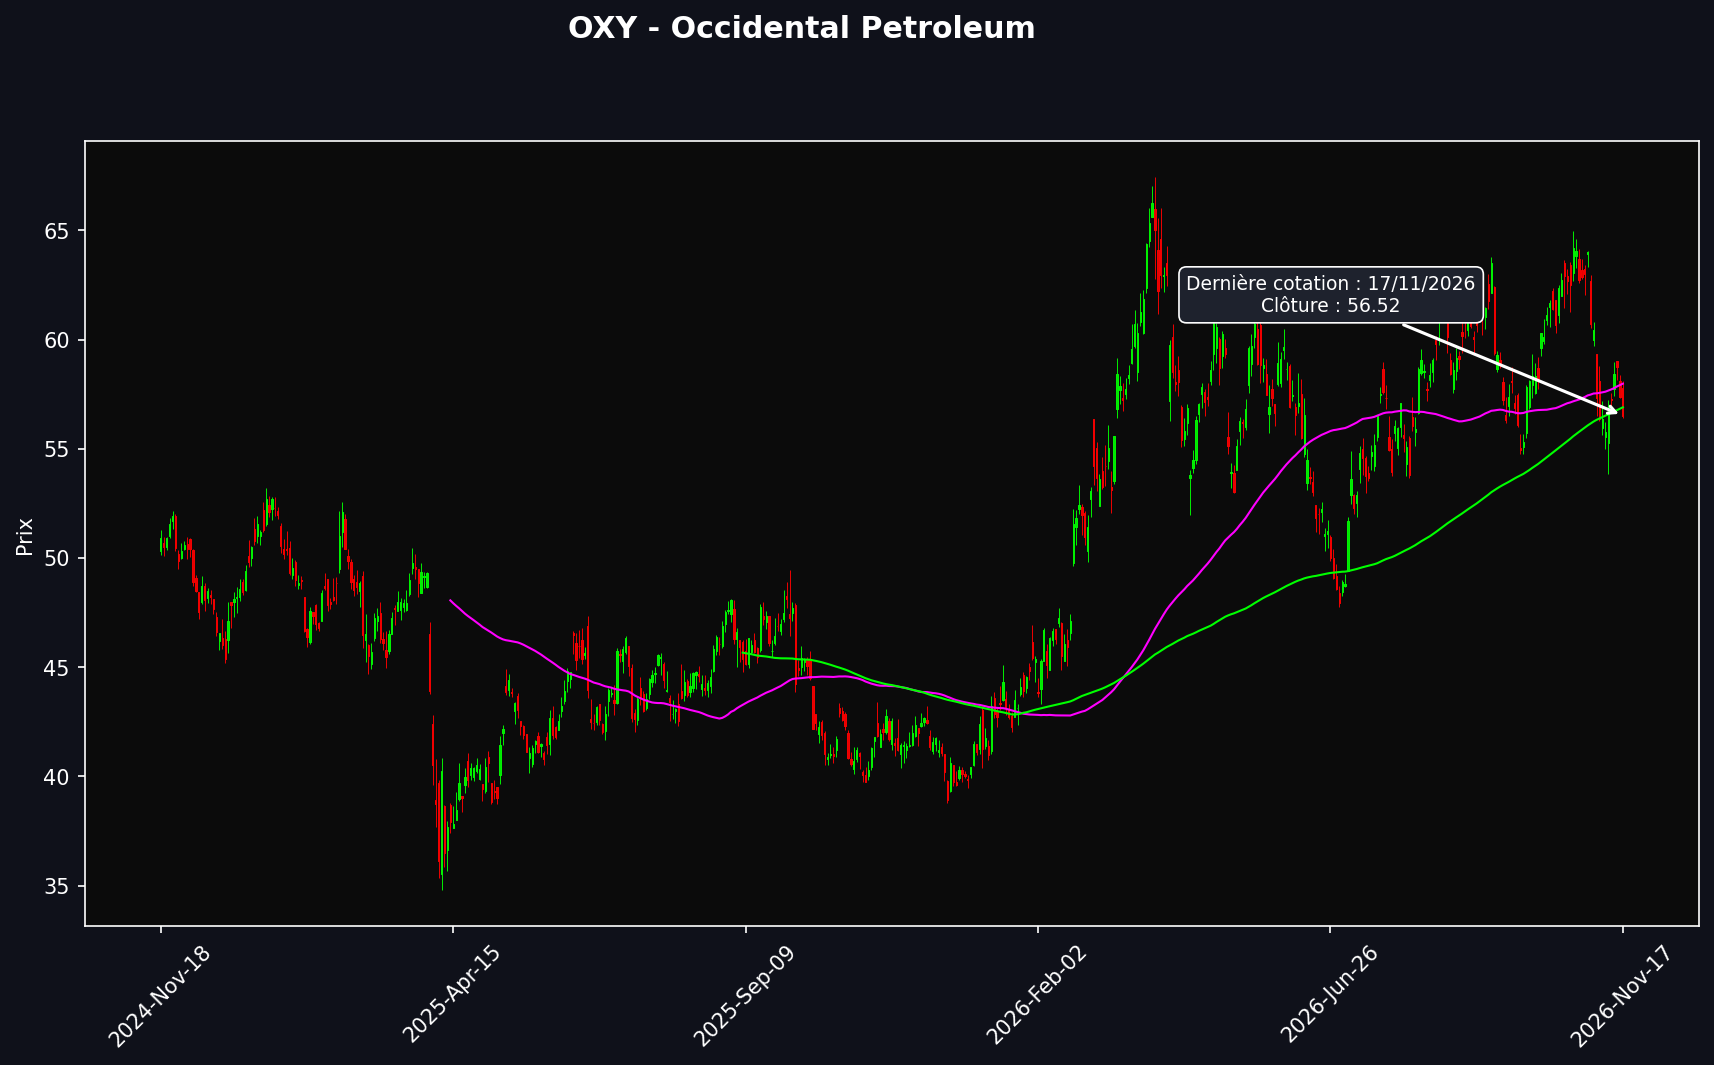 OXY - Occidental Petroleum
Dernière cotation : 17/11/2026
Clôture : 56.52
Prix
65
60
55
50
45
40
35
2024-Nov-18
2025-Apr-15
2025-Sep-09
2026-Feb-02
2026-Jun-26
2026-Nov-17